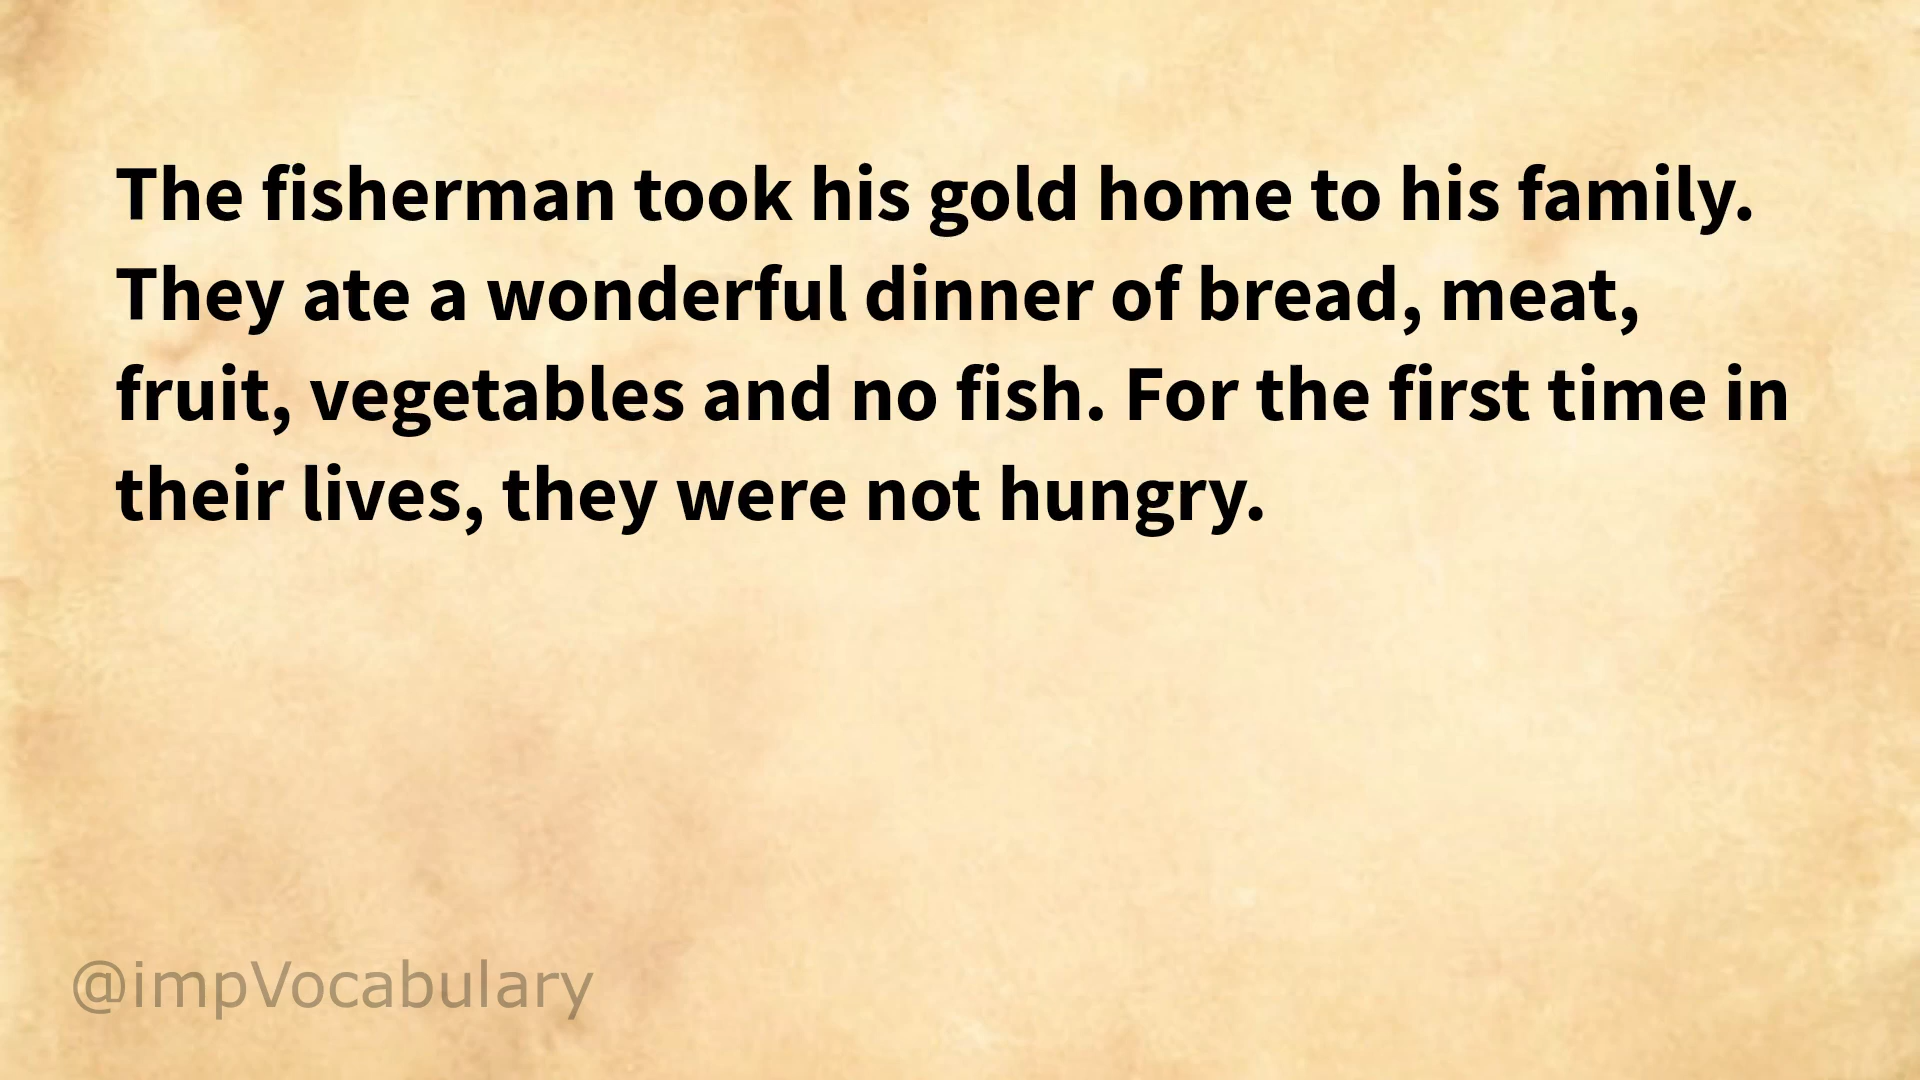 The fisherman took his gold home to his family.
They ate a wonderful dinner of bread, meat,
fruit, vegetables and no fish. For the first time in
their lives, they were not hungry.
@impVocabulary